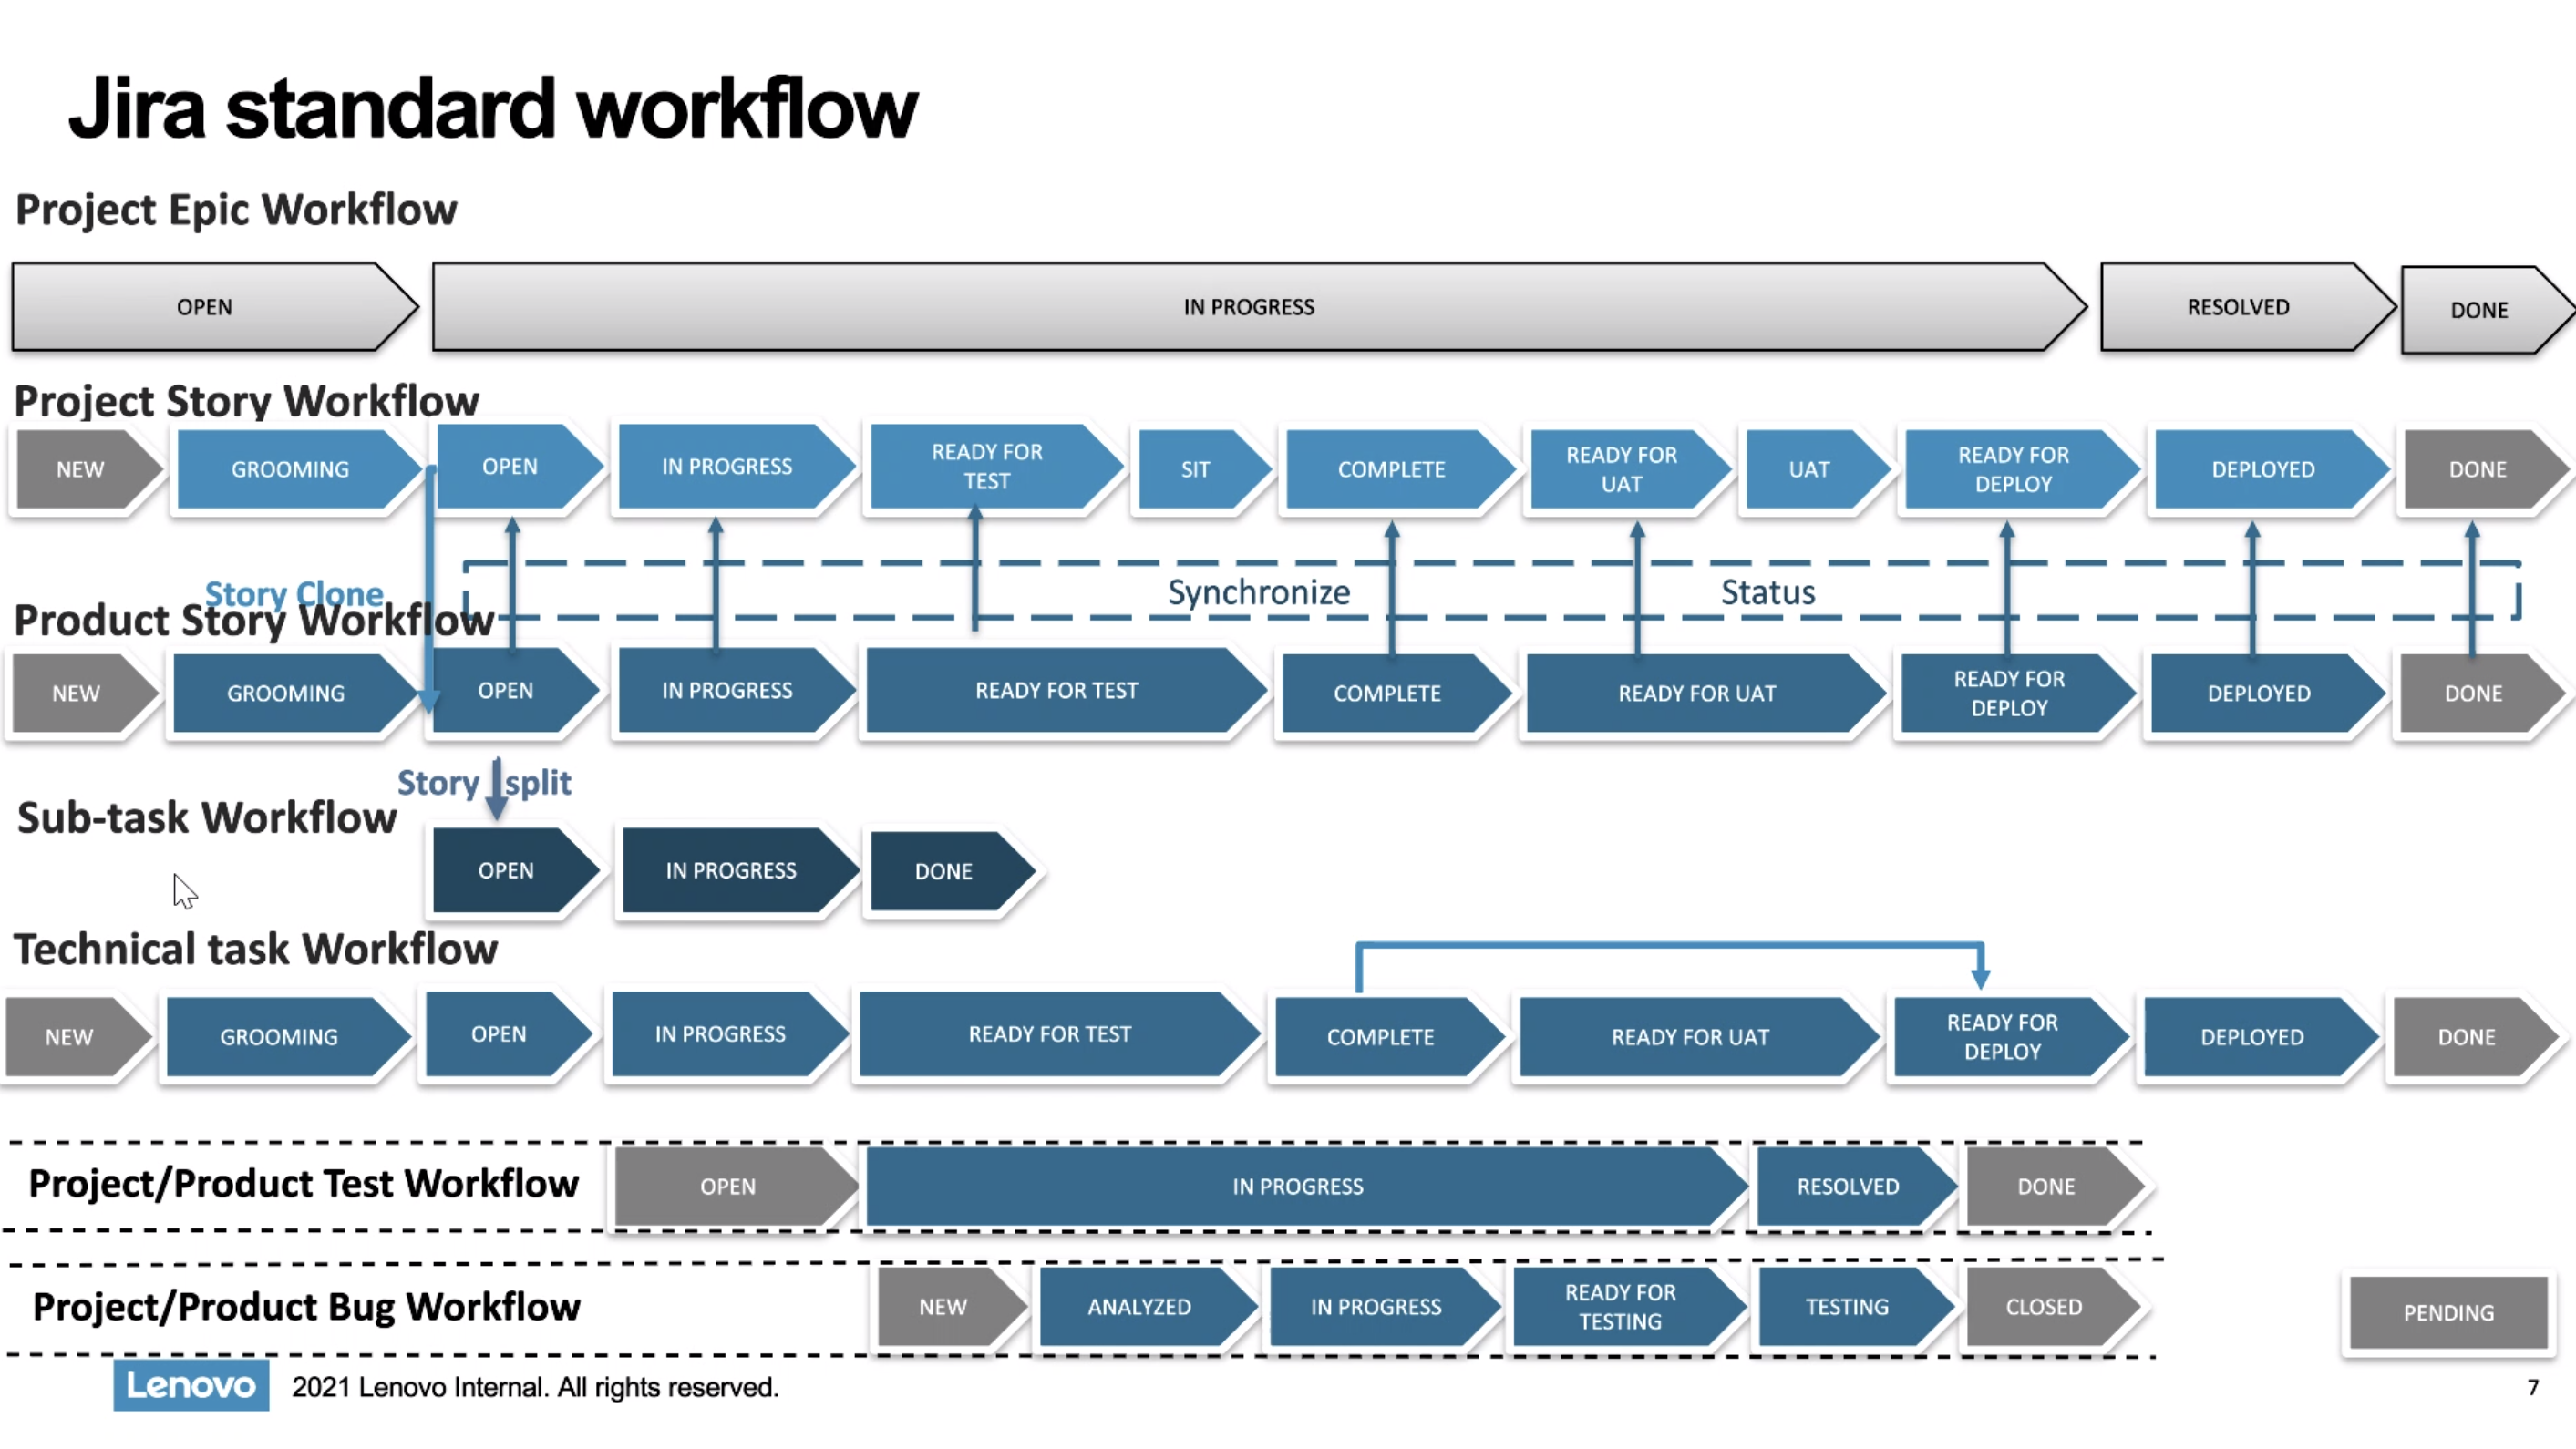 Jira standard workflow
Project Epic Workflow
OPEN
IN PROGRESS
RESOLVED
DONE
Project Story Workflow
NEW
GROOMING
OPEN
IN PROGRESS
READY FOR
TEST
SIT
COMPLETE
READY FOR
UAT
UAT
READY FOR
DEPLOY
DEPLOYED
DONE
Story Clone
Synchronize
Status
Product Story Workflow
NEW
GROOMING
OPEN
IN PROGRESS
READY FOR TEST
COMPLETE
READY FOR UAT
READY FOR
DEPLOY
DEPLOYED
DONE
Story split
Sub-task Workflow
OPEN
IN PROGRESS
DONE
Technical task Workflow
NEW
GROOMING
OPEN
IN PROGRESS
READY FOR TEST
COMPLETE
READY FOR UAT
READY FOR
DEPLOY
DEPLOYED
DONE
Project/Product Test Workflow
OPEN
IN PROGRESS
RESOLVED
DONE
Project/Product Bug Workflow
NEW
ANALYZED
IN PROGRESS
READY FOR
TESTING
TESTING
CLOSED
PENDING
Lenovo
2021 Lenovo Internal. All rights reserved.
7